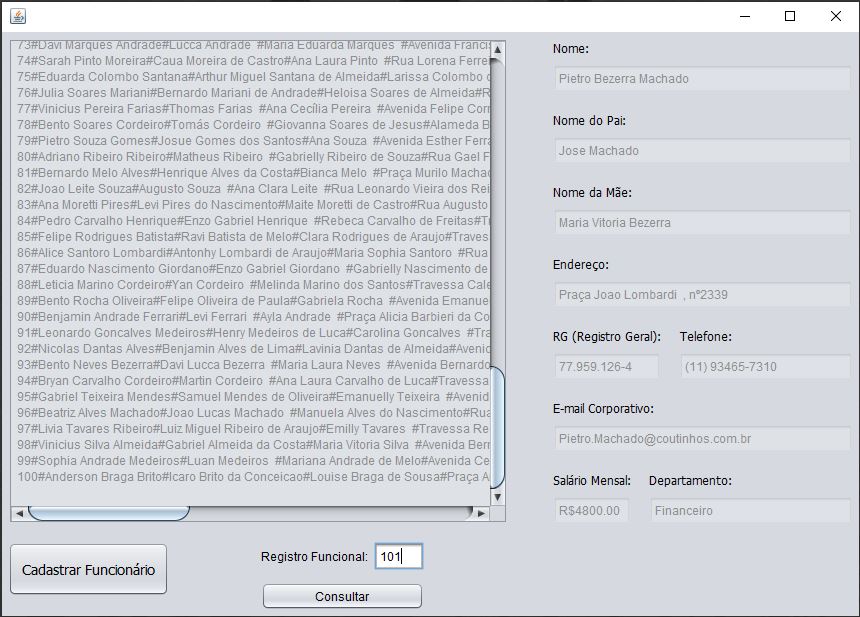 73#Davi Marques Andrade#Lucca Andrade  #Maria Eduarda Marques  #Avenida Francis
74#Sarah Pinto Moreira#Caua Moreira de Castro#Ana Laura Pinto  #Rua Lorena Ferrei
75#Eduarda Colombo Santana#Arthur Miguel Santana de Almeida#Larissa Colombo d
76#Julia Soares Mariani#Bernardo Mariani de Andrade#Heloisa Soares de Almeida#R
77#Vinicius Pereira Farias#Thomas Farias  #Ana Cecília Pereira  #Avenida Felipe Corr
78#Bento Soares Cordeiro#Tomás Cordeiro  #Giovanna Soares de Jesus#Alameda B
79#Pietro Souza Gomes#Josue Gomes dos Santos#Ana Souza  #Avenida Esther Ferra
80#Adriano Ribeiro Ribeiro#Matheus Ribeiro  #Gabrielly Ribeiro de Souza#Rua Gael F
81#Bernardo Melo Alves#Henrique Alves da Costa#Bianca Melo  #Praça Murilo Machad
82#Joao Leite Souza#Augusto Souza  #Ana Clara Leite  #Rua Leonardo Vieira dos Rei
83#Ana Moretti Pires#Levi Pires do Nascimento#Maite Moretti de Castro#Rua Augusto
84#Pedro Carvalho Henrique#Enzo Gabriel Henrique  #Rebeca Carvalho de Freitas#Tr
85#Felipe Rodrigues Batista#Ravi Batista de Melo#Clara Rodrigues de Araujo#Traves
86#Alice Santoro Lombardi#Antonhy Lombardi de Araujo#Maria Sophia Santoro  #Rua
87#Eduardo Nascimento Giordano#Enzo Gabriel Giordano  #Gabrielly Nascimento de
88#Leticia Marino Cordeiro#Yan Cordeiro  #Melinda Marino dos Santos#Travessa Cale
89#Bento Rocha Oliveira#Felipe Oliveira de Paula#Gabriela Rocha  #Avenida Emanue
90#Benjamin Andrade Ferrari#Levi Ferrari  #Ayla Andrade  #Praça Alicia Barbieri da Co
91#Leonardo Goncalves Medeiros#Henry Medeiros de Luca#Carolina Goncalves  #Tra
92#Nicolas Dantas Alves#Benjamin Alves de Lima#Lavinia Dantas de Almeida#Aveni
93#Bento Neves Bezerra#Davi Lucca Bezerra  #Maria Laura Neves  #Avenida Bernardo
94#Bryan Carvalho Cordeiro#Martin Cordeiro  #Ana Laura Carvalho de Luca#Travessa
95#Gabriel Teixeira Mendes#Samuel Mendes de Oliveira#Emanuelly Teixeira  #Avenid
96#Beatriz Alves Machado#Joao Lucas Machado  #Manuela Alves do Nascimento#Rua
97#Livia Tavares Ribeiro#Luiz Miguel Ribeiro de Araujo#Emilly Tavares  #Travessa Re
98#Vinicius Silva Almeida#Gabriel Almeida da Costa#Maria Vitoria Silva  #Avenida Ber
99#Sophia Andrade Medeiros#Luan Medeiros  #Mariana Andrade de Melo#Avenida Ce
100#Anderson Braga Brito#Icaro Brito da Conceicao#Louise Braga de Sousa#Praça A
Cadastrar Funcionário
Registro Funcional: 101
Consultar
Nome:
Pietro Bezerra Machado
Nome do Pai:
Jose Machado
Nome da Mãe:
Maria Vitoria Bezerra
Endereço:
Praça Joao Lombardi  , nº2339
RG (Registro Geral): Telefone:
77.959.126-4 (11) 93465-7310
E-mail Corporativo:
Pietro.Machado@coutinhos.com.br
Salário Mensal: Departamento:
R$4800.00 Financeiro